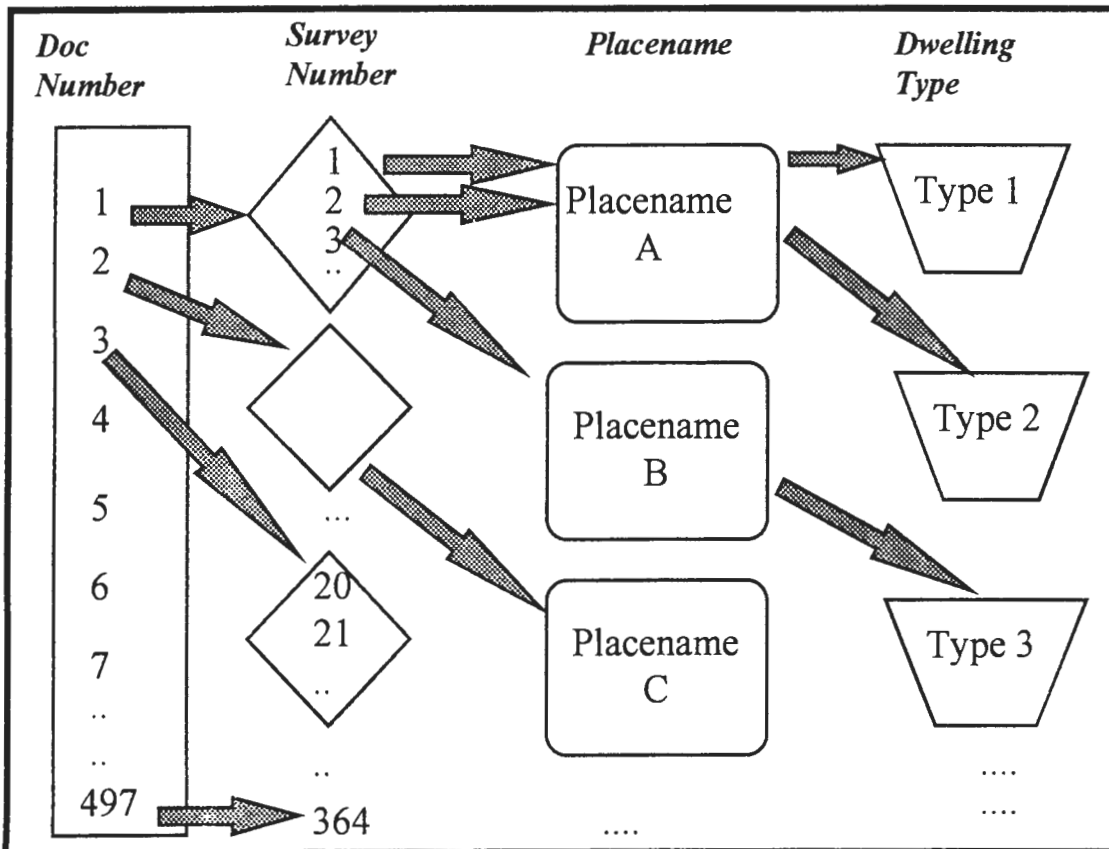 Doc
Number
Survey
Number
Placename
Dwelling
Type
1
2
3
4
5
6
7
..
..
497
1
2
3
..
...
20
21
..
..
364
Placename
A
Placename
B
Placename
C
....
Type 1
Type 2
Type 3
....
....